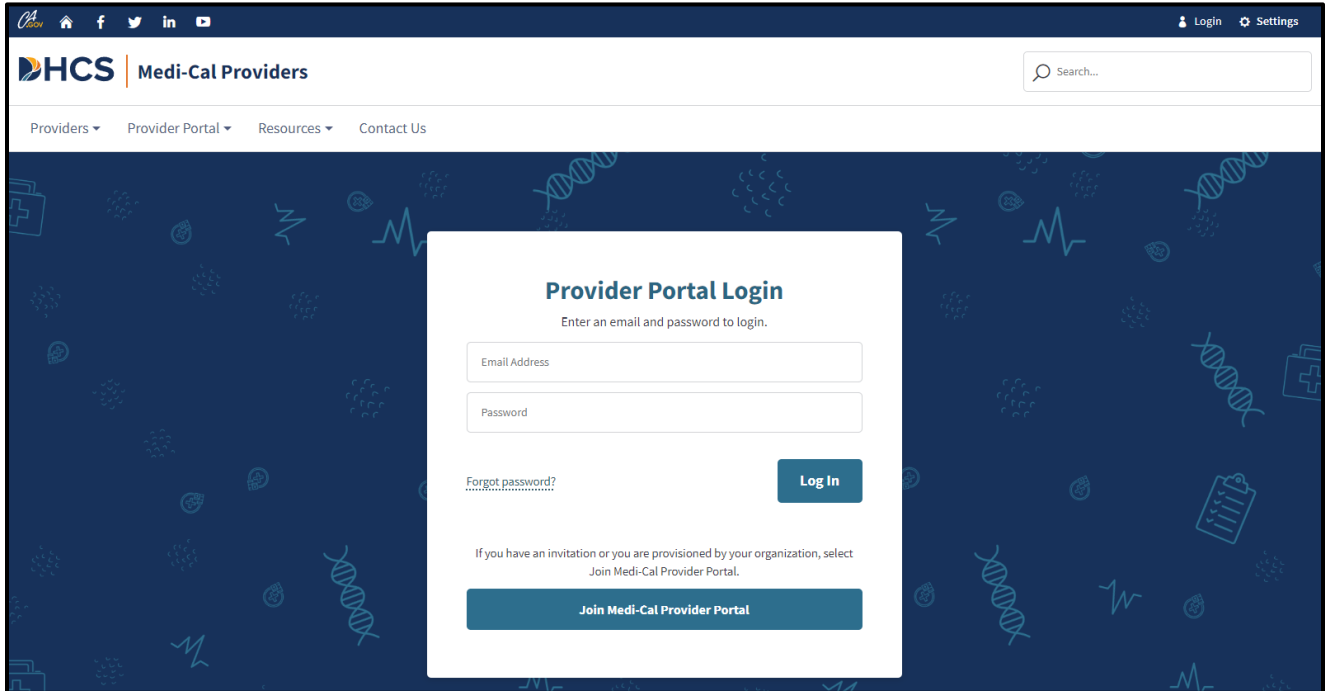 CA.GOV
Login Settings
DHCS Medi-Cal Providers
Search...
Providers Provider Portal Resources Contact Us
Provider Portal Login
Enter an email and password to login.
Email Address
Password
Forgot password? Log In
If you have an invitation or you are provisioned by your organization, select
Join Medi-Cal Provider Portal.
Join Medi-Cal Provider Portal